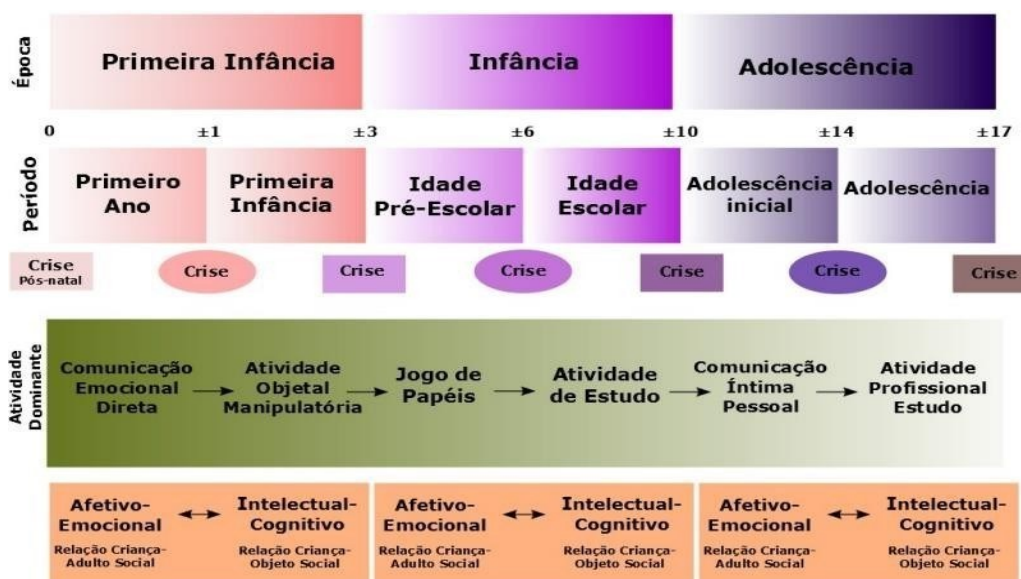 Época
Primeira Infância
Infância
Adolescência
0
±1
±3
±6
±10
±14
±17
Período
Primeiro
Ano
Primeira
Infância
Idade
Pré-Escolar
Idade
Escolar
Adolescência
inicial
Adolescência
Crise
Pós-natal
Crise
Crise
Crise
Crise
Crise
Crise
Atividade
Dominante
Comunicação
Emocional
Direta
Atividade
Objetal
Manipulatória
Jogo de
Papéis
Atividade
de Estudo
Comunicação
Íntima
Pessoal
Atividade
Profissional
Estudo
Afetivo-
Emocional
Relação Criança-
Adulto Social
Intelectual-
Cognitivo
Relação Criança-
Objeto Social
Afetivo-
Emocional
Relação Criança-
Adulto Social
Intelectual-
Cognitivo
Relação Criança-
Objeto Social
Afetivo-
Emocional
Relação Criança-
Adulto Social
Intelectual-
Cognitivo
Relação Criança-
Objeto Social